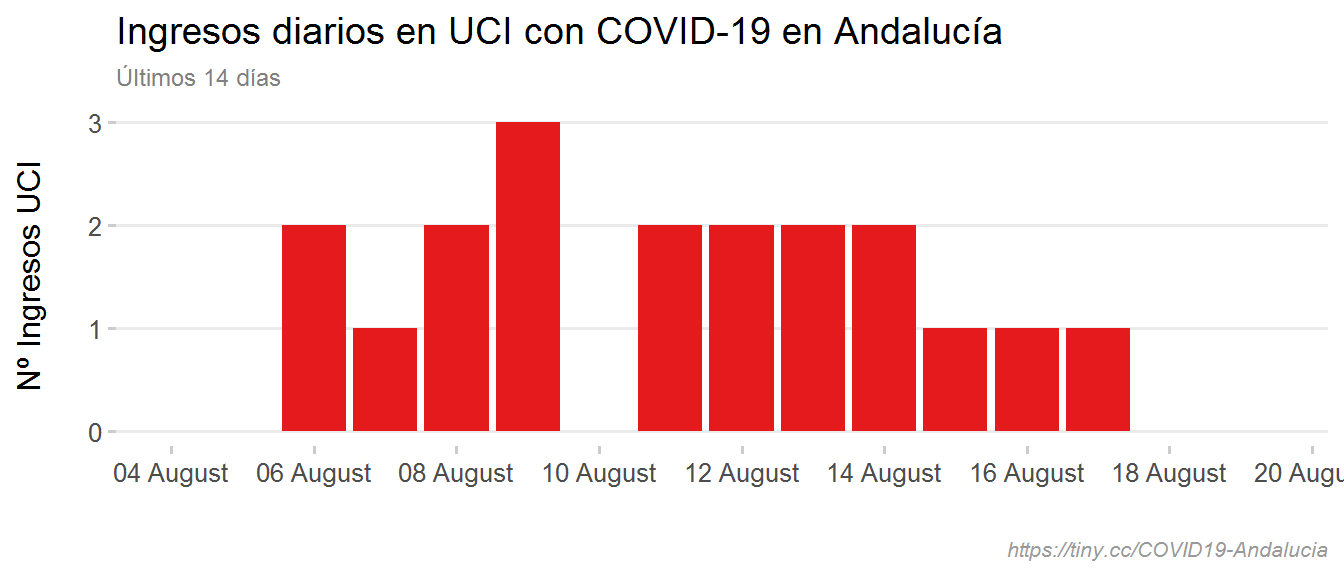 Ingresos diarios en UCI con COVID-19 en Andalucía
Últimos 14 días
Nº Ingresos UCI
3
2
1
0
04 August 06 August 08 August 10 August 12 August 14 August 16 August 18 August 20 Augu
https://tiny.cc/COVID19-Andalucia